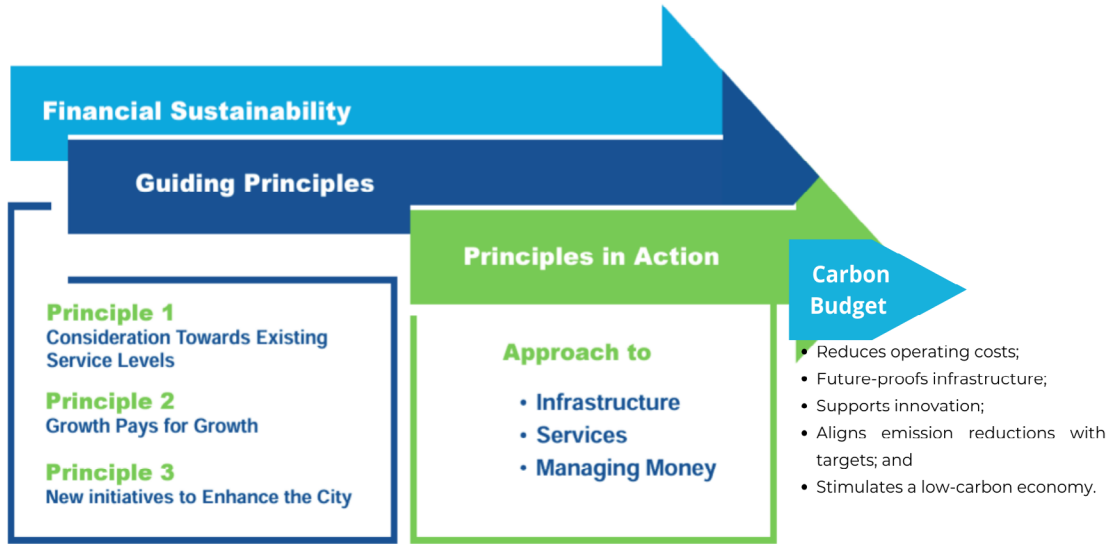 Financial Sustainability
Guiding Principles
Principles in Action
Carbon
Budget
Principle 1
Consideration Towards Existing
Service Levels
Principle 2
Growth Pays for Growth
Principle 3
New initiatives to Enhance the City
Approach to
• Infrastructure
• Services
• Managing Money
• Reduces operating costs;
• Future-proofs infrastructure;
• Supports innovation;
• Aligns emission reductions with
targets; and
• Stimulates a low-carbon economy.